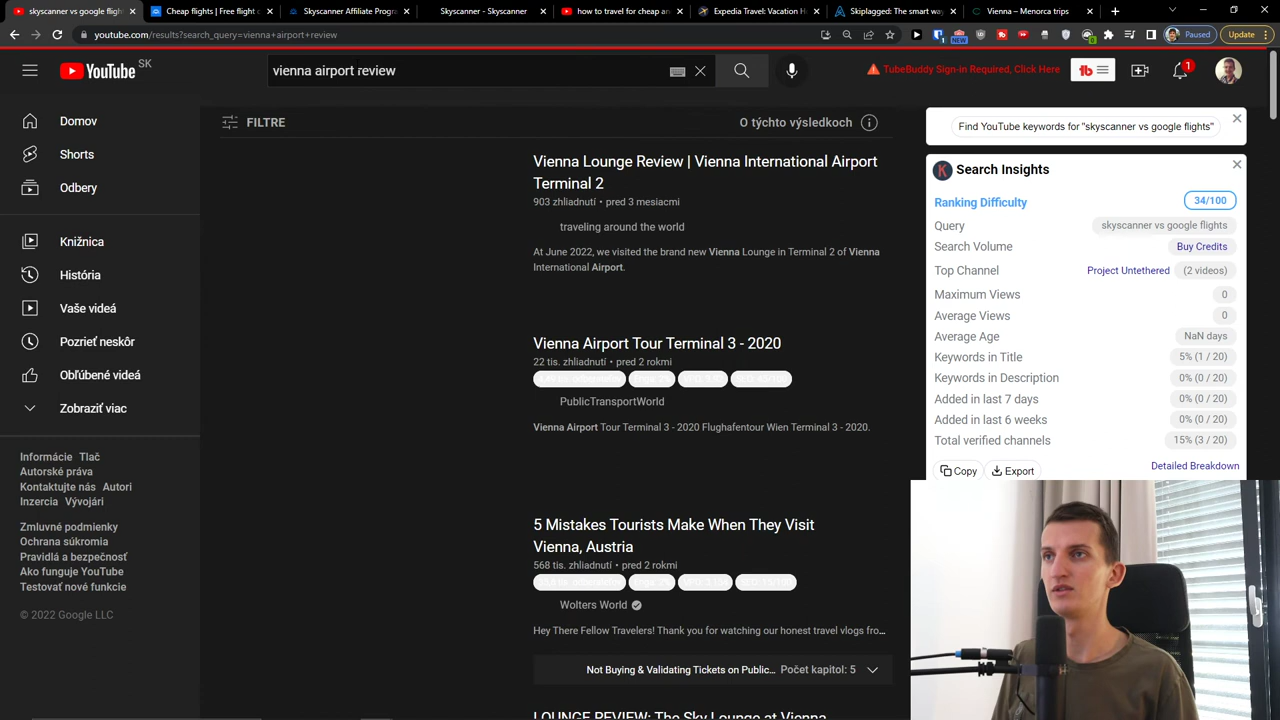 skyscanner vs google flight
Cheap flights | Free flight c
Skyscanner Affiliate Progra
Skyscanner - Skyscanner
how to travel for cheap an
Expedia Travel: Vacation H
Skiplagged: The smart way
Vienna – Menorca trips
youtube.com/results?search_query=vienna+airport+review
NEW
Paused
Update
YouTube SK
vienna airport review
TubeBuddy Sign-In Required, Click Here
1
Domov
Shorts
Odbery
Knižnica
História
Vaše videá
Pozrieť neskôr
Obľúbené videá
Zobraziť viac
Informácie Tlač
Autorské práva
Kontaktujte nás Autori
Inzercia Vývojári
Zmluvné podmienky
Ochrana súkromia
Pravidlá a bezpečnosť
Ako funguje YouTube
Testovať nové funkcie
© 2022 Google LLC
FILTRE
O týchto výsledkoch
Vienna Lounge Review | Vienna International Airport
Terminal 2
903 zhliadnutí • pred 3 mesiacmi
traveling around the world
At June 2022, we visited the brand new Vienna Lounge in Terminal 2 of Vienna
International Airport.
Vienna Airport Tour Terminal 3 - 2020
22 tis. zhliadnutí • pred 2 rokmi
PublicTransportWorld
Vienna Airport Tour Terminal 3 - 2020 Flughafentour Wien Terminal 3 - 2020.
5 Mistakes Tourists Make When They Visit
Vienna, Austria
568 tis. zhliadnutí • pred 2 rokmi
Wolters World
Hey There Fellow Travelers! Thank you for watching our honest travel vlogs fro...
Not Buying & Validating Tickets on Public... Počet kapitol: 5
LOUNGE REVIEW: The Sky Lounge at Vienna
Find YouTube keywords for "skyscanner vs google flights"
Search Insights
Ranking Difficulty 34/100
Query skyscanner vs google flights
Search Volume Buy Credits
Top Channel Project Untethered (2 videos)
Maximum Views 0
Average Views 0
Average Age NaN days
Keywords in Title 5% (1 / 20)
Keywords in Description 0% (0 / 20)
Added in last 7 days 0% (0 / 20)
Added in last 6 weeks 0% (0 / 20)
Total verified channels 15% (3 / 20)
Copy Export Detailed Breakdown